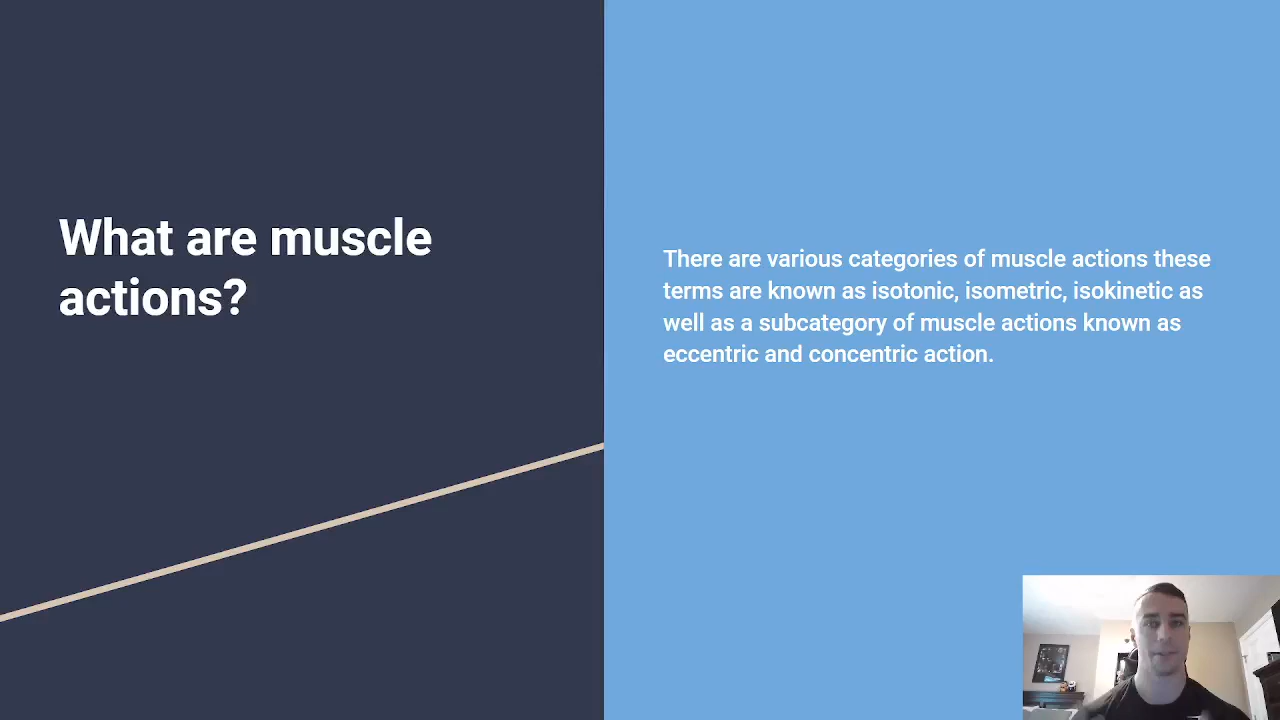 What are muscle
actions?
There are various categories of muscle actions these
terms are known as isotonic, isometric, isokinetic as
well as a subcategory of muscle actions known as
eccentric and concentric action.